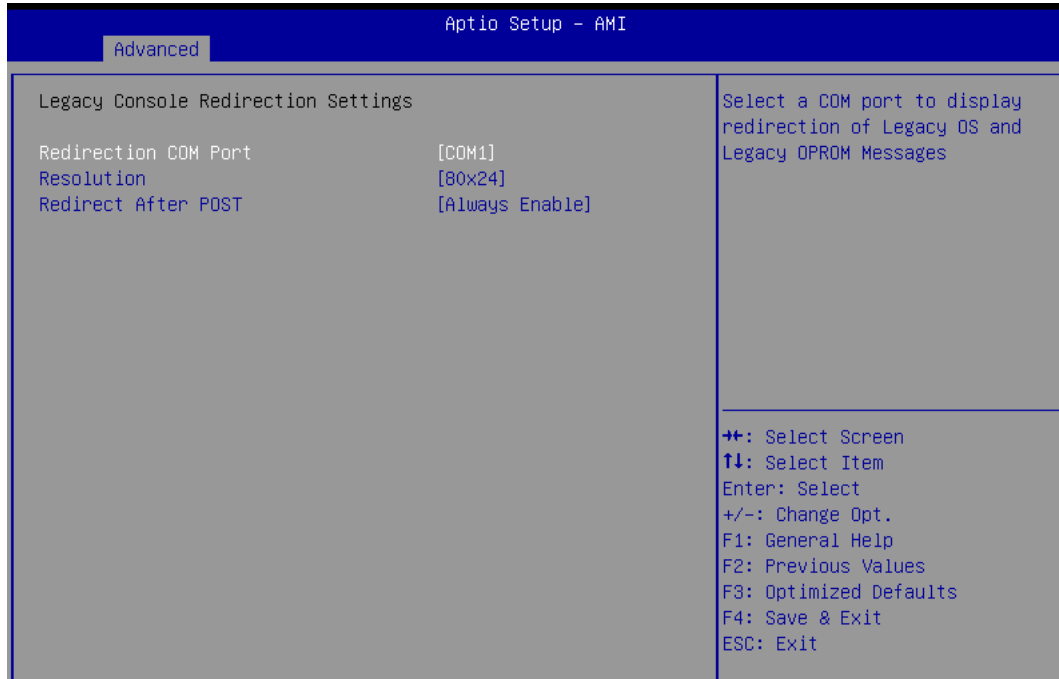 Aptio Setup - AMI
Advanced
Legacy Console Redirection Settings
Redirection COM Port [COM1]
Resolution [80x24]
Redirect After POST [Always Enable]
Select a COM port to display
redirection of Legacy OS and
Legacy OPROM Messages
→←: Select Screen
↑↓: Select Item
Enter: Select
+/-: Change Opt.
F1: General Help
F2: Previous Values
F3: Optimized Defaults
F4: Save & Exit
ESC: Exit